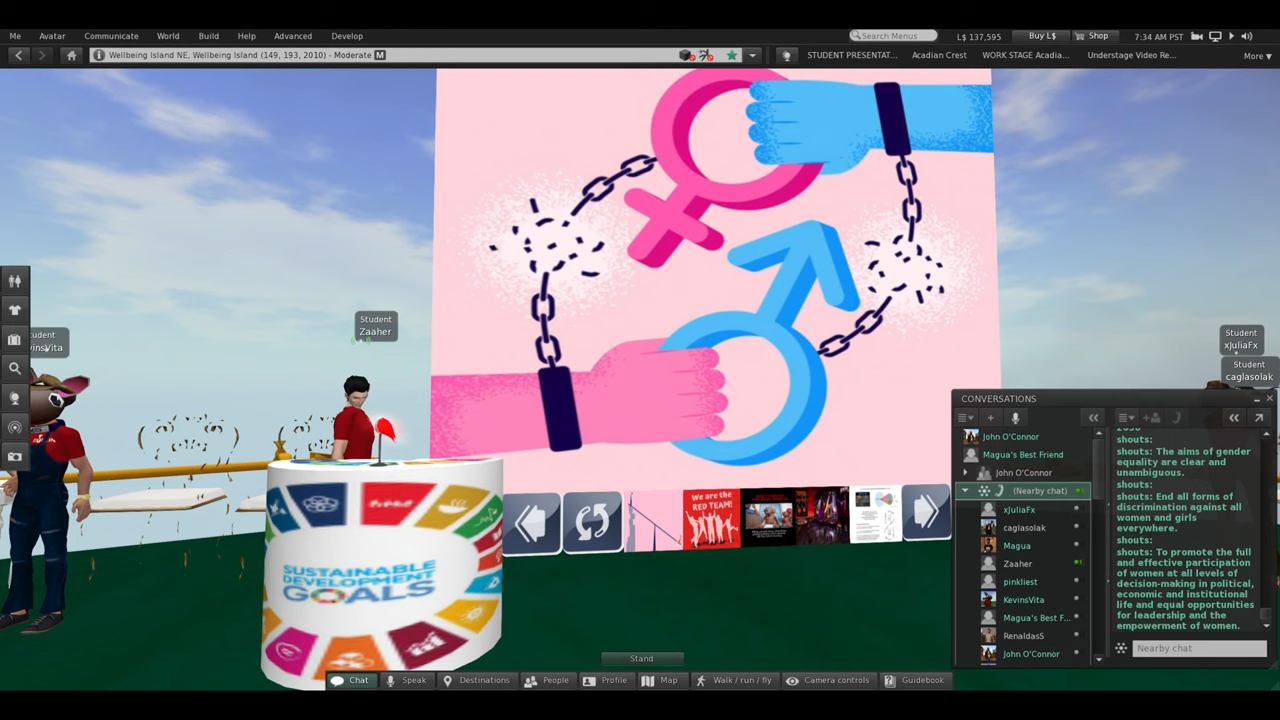 Me Avatar Communicate World Build Help Advanced Develop
Search Menus L$ 137,595 Buy L$ Shop 7:34 AM PST
Wellbeing Island NE, Wellbeing Island (149, 193, 2010) - Moderate M
STUDENT PRESENTAT... Acadian Crest WORK STAGE Acadia... Understage Video Re... More
Student
Zaaher
Student
xJuliaFx
Student
caglasolak
We are the
RED TEAM!
SUSTAINABLE
DEVELOPMENT
GOALS
CONVERSATIONS
John O'Connor
Magua's Best Friend
John O'Connor
(Nearby chat)
xJuliaFx
caglasolak
Magua
Zaaher
pinkliest
KevinsVita
Magua's Best F...
RenaldasS
John O'Connor
2030
shouts:
shouts: The aims of gender
equality are clear and
unambiguous.
shouts:
shouts: End all forms of
discrimination against all
women and girls
everywhere.
shouts:
shouts: To promote the full
and effective participation
of women at all levels of
decision-making in political,
economic and institutional
life and equal opportunities
for leadership and the
empowerment of women.
Nearby chat
Stand
Chat Speak Destinations People Profile Map Walk / run / fly Camera controls Guidebook